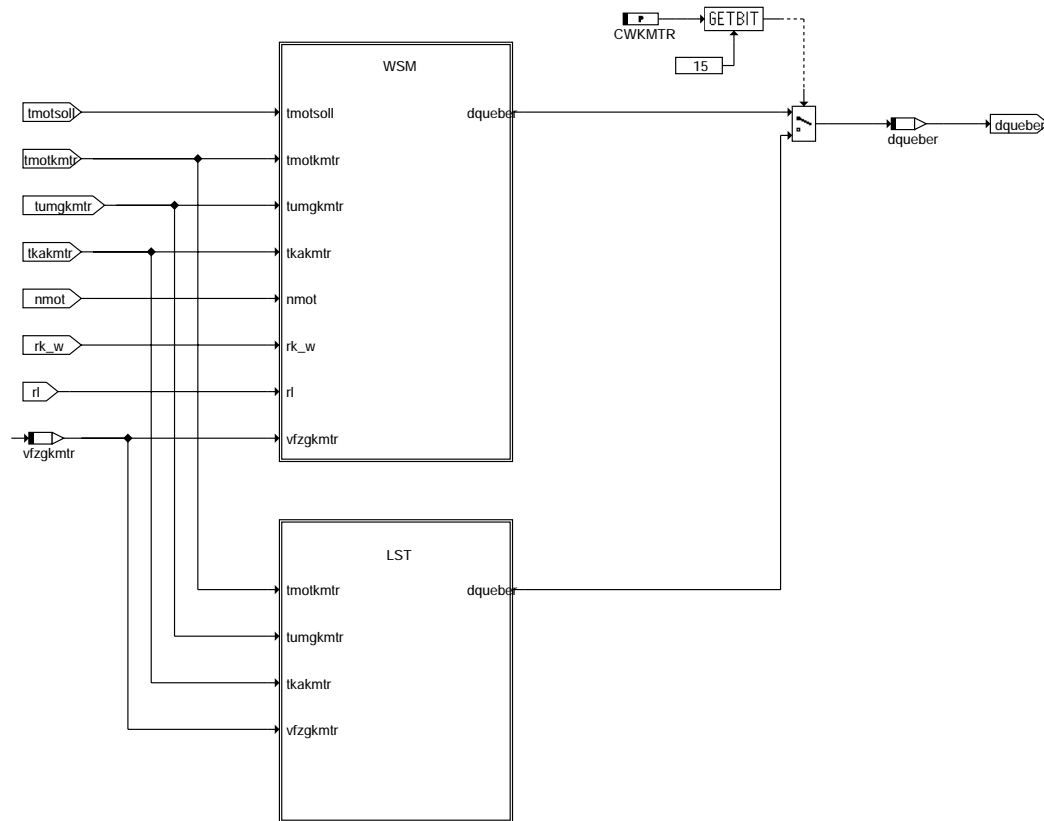 P
GETBIT
CWKMTR
15
WSM
tmotsoll
tmotsoll
dqueber
dqueber
dqueber
tmotkmtr
tmotkmtr
tumgkmtr
tumgkmtr
tkakmtr
tkakmtr
nmot
nmot
rk_w
rk_w
rl
rl
vfzgkmtr
vfzgkmtr
LST
tmotkmtr
dqueber
tumgkmtr
tkakmtr
vfzgkmtr